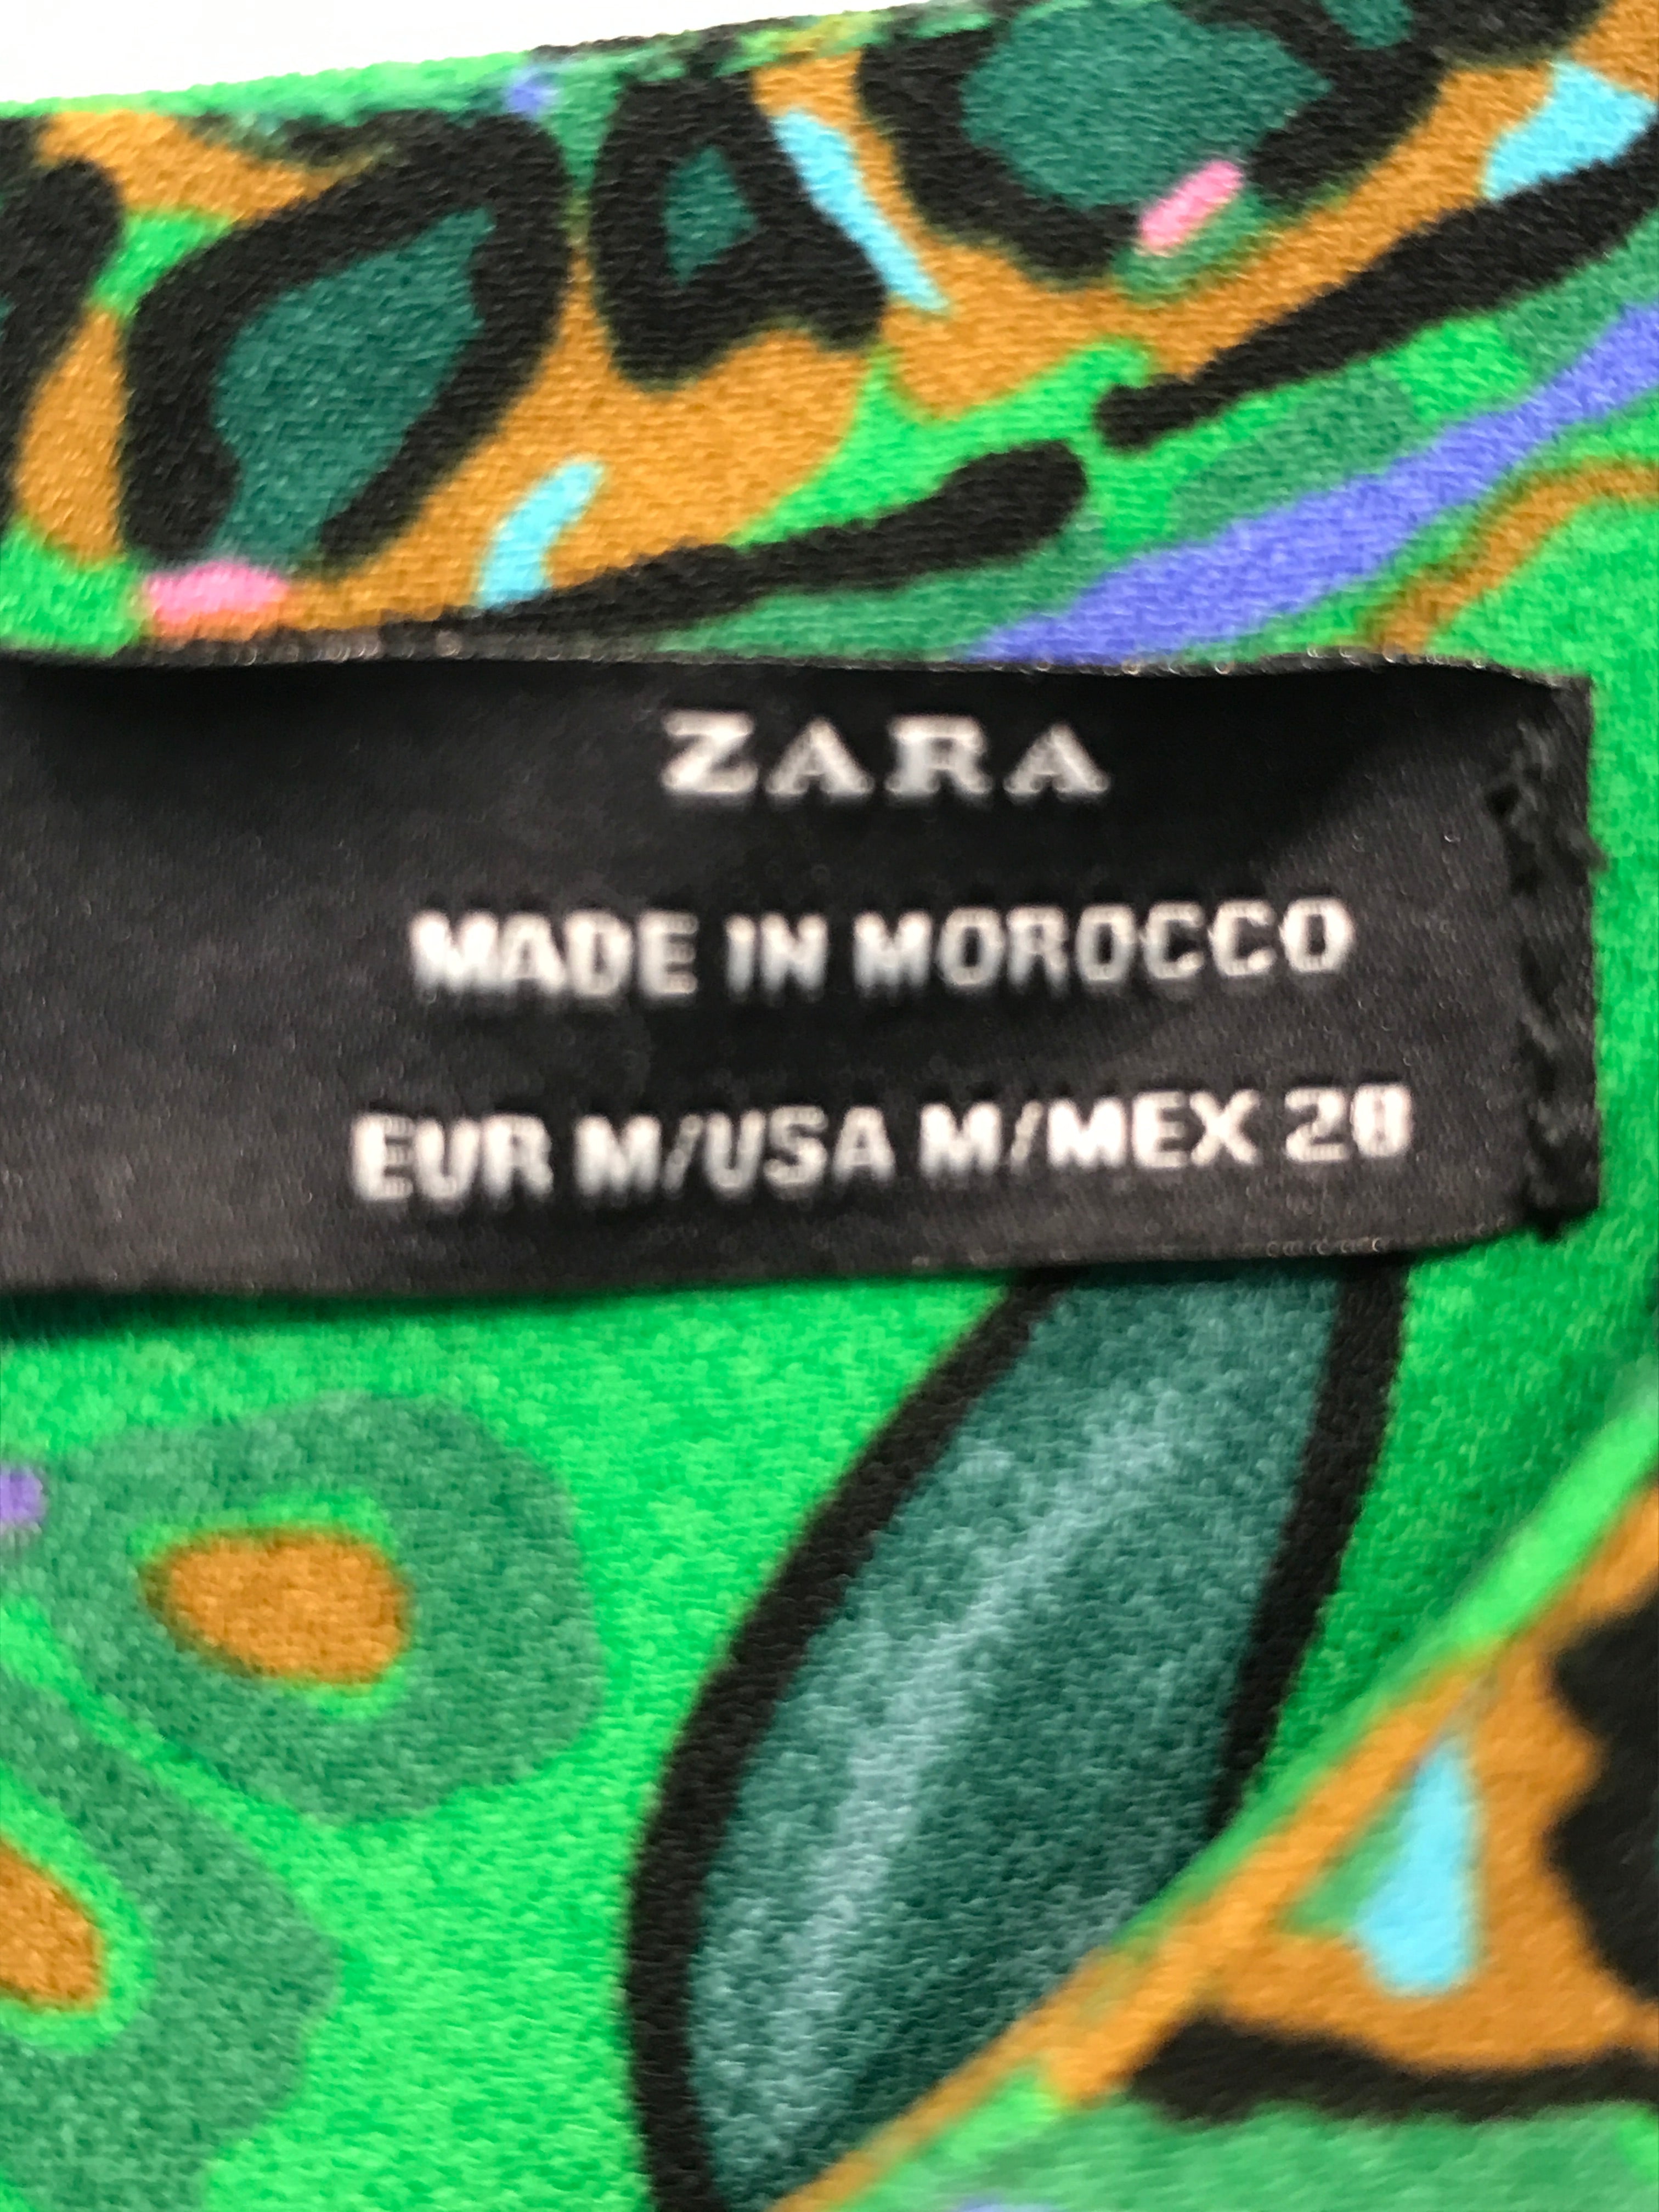 ZARA
MADE IN MOROCCO
EUR M/USA M/MEX 28